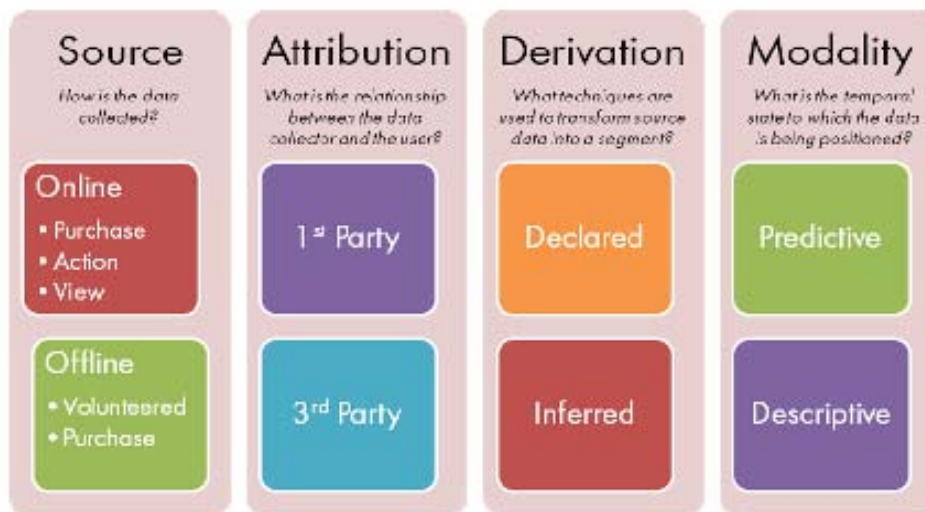 Source
How is the data
collected?
Online
▪ Purchase
▪ Action
▪ View
Offline
• Volunteered
• Purchase
Attribution
What is the relationship
between the data
collector and the user?
1st Party
3rd Party
Derivation
What techniques are
used to transform source
data into a segment?
Declared
Inferred
Modality
What is the temporal
state to which the data
is being positioned?
Predictive
Descriptive